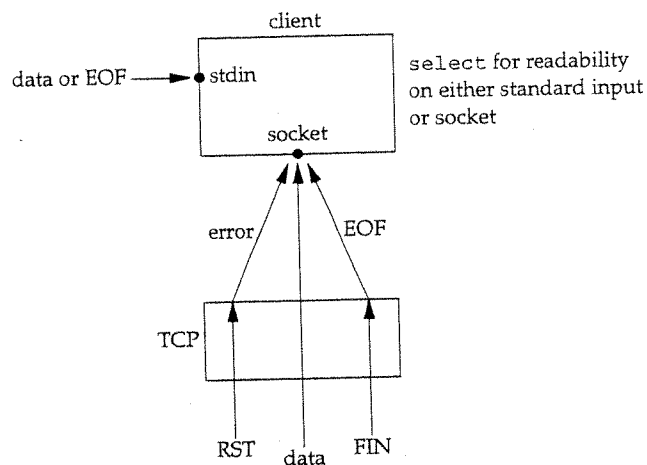 client
data or EOF
stdin
select for readability
on either standard input
or socket
socket
error
EOF
TCP
RST
data
FIN